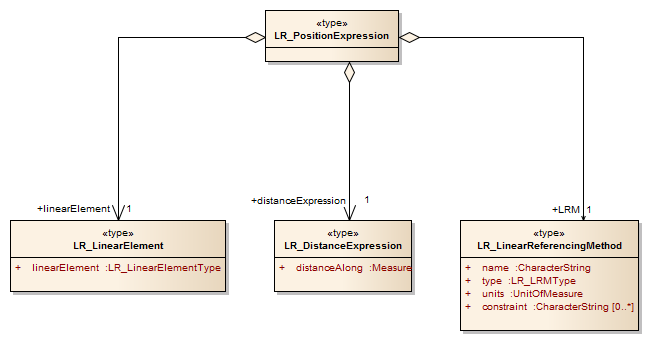 «type»
LR_PositionExpression
+linearElement 1
+distanceExpression 1
+LRM 1
«type»
LR_LinearElement
+ linearElement :LR_LinearElementType
«type»
LR_DistanceExpression
+ distanceAlong :Measure
«type»
LR_LinearReferencingMethod
+ name :CharacterString
+ type :LR_LRMType
+ units :UnitOfMeasure
+ constraint :CharacterString [0..*]